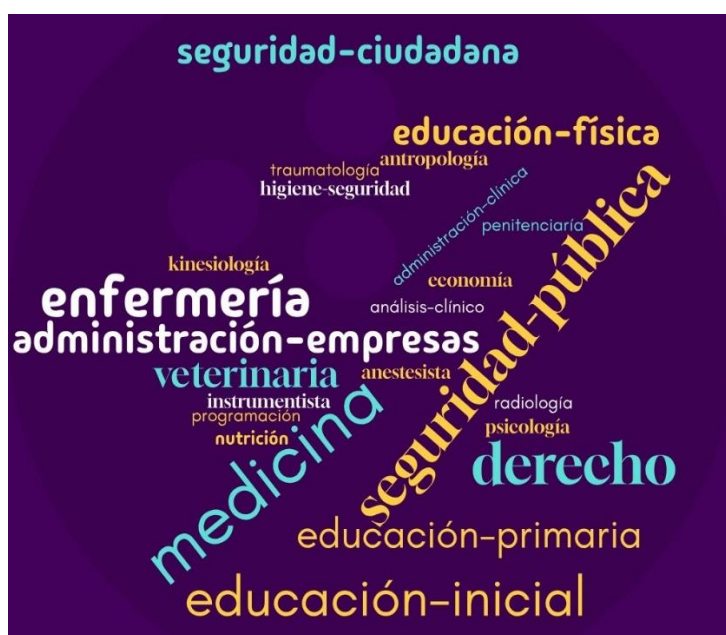 seguridad-ciudadana
educación-física
antropología
traumatología
higiene-seguridad
administración-clínica
penitenciaría
seguridad-pública
kinesiología
economía
enfermería
análisis-clínico
administración-empresas
veterinaria
anestesista
instrumentista
radiología
programación
psicología
nutrición
medicina
derecho
educación-primaria
educación-inicial